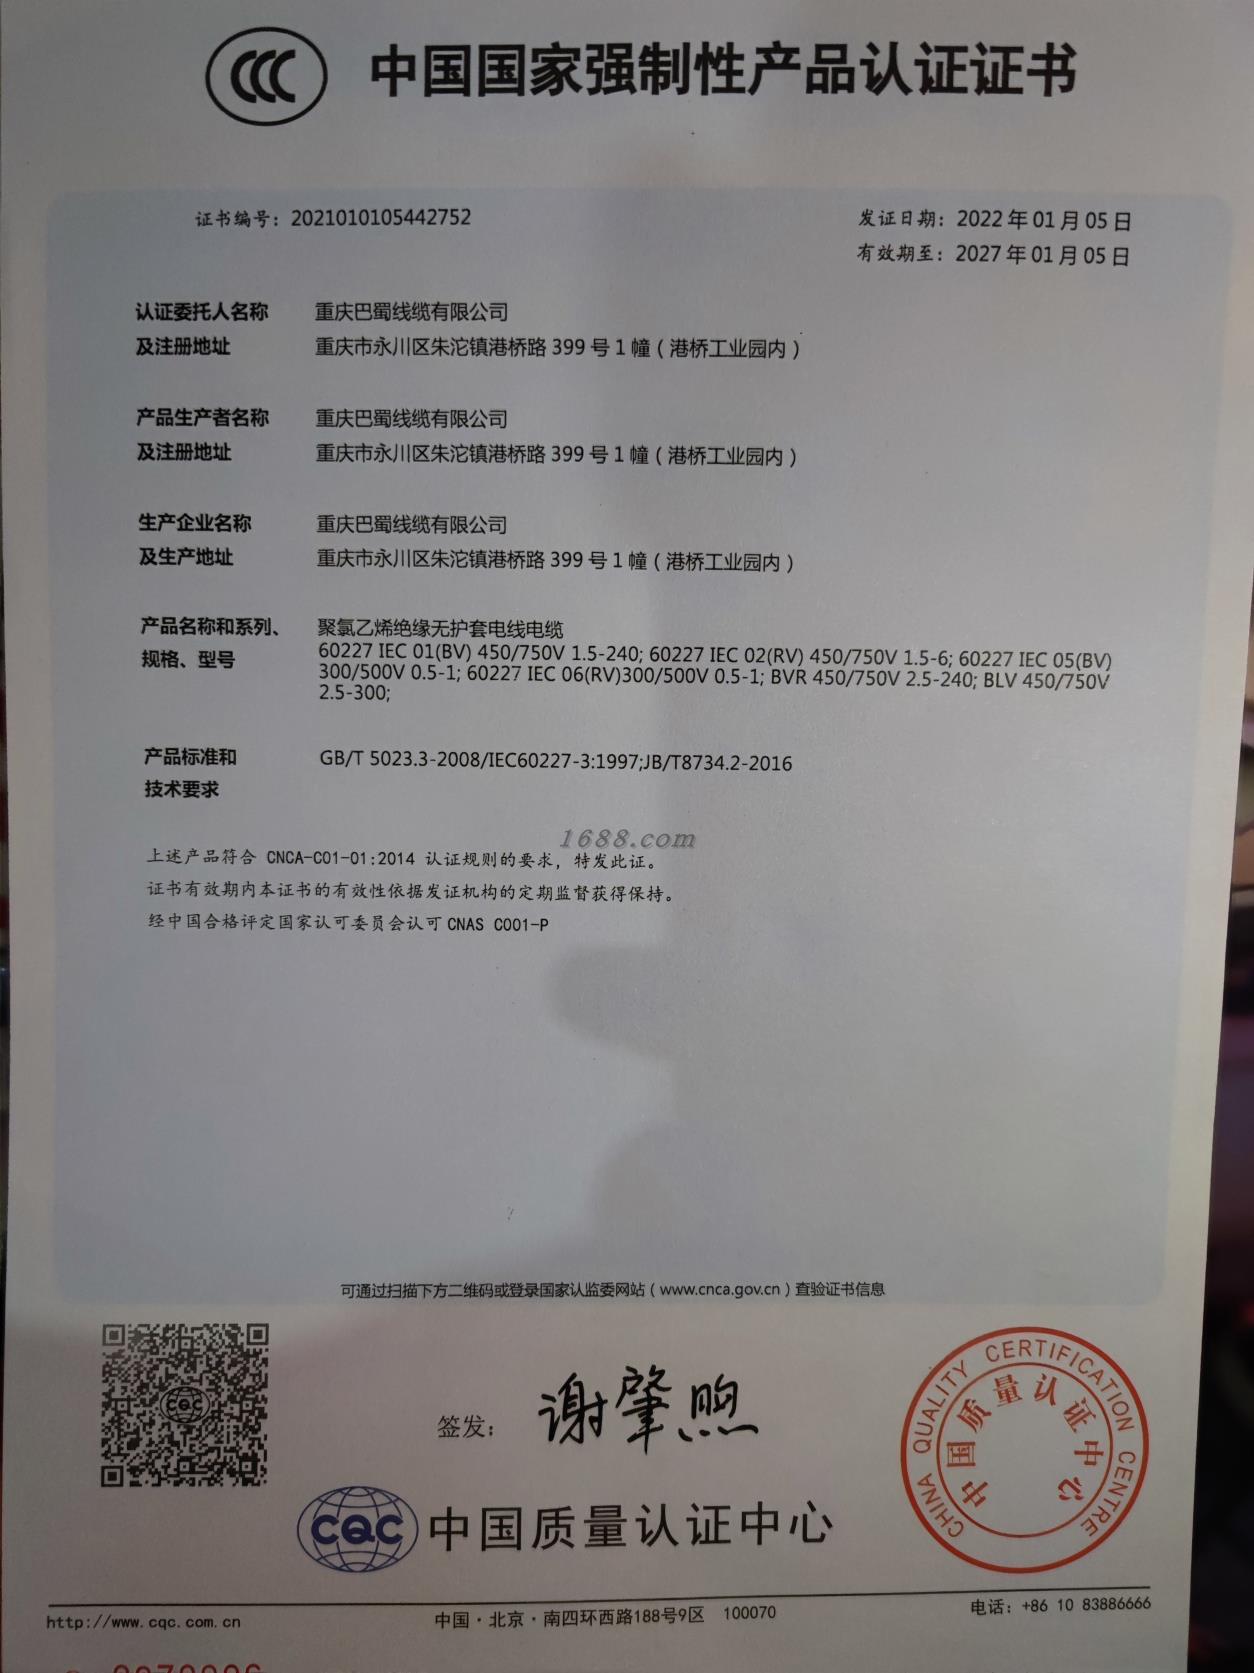 CCC 中国国家强制性产品认证证书
证书编号：2021010105442752
发证日期：2022年01月05日
有效期至：2027年01月05日
认证委托人名称 重庆巴蜀线缆有限公司
及注册地址 重庆市永川区朱沱镇港桥路 399 号 1 幢（港桥工业园内）
产品生产者名称 重庆巴蜀线缆有限公司
及注册地址 重庆市永川区朱沱镇港桥路 399 号 1 幢（港桥工业园内）
生产企业名称 重庆巴蜀线缆有限公司
及生产地址 重庆市永川区朱沱镇港桥路 399 号 1 幢（港桥工业园内）
产品名称和系列、 聚氯乙烯绝缘无护套电线电缆
规格、型号 60227 IEC 01(BV) 450/750V 1.5-240; 60227 IEC 02(RV) 450/750V 1.5-6; 60227 IEC 05(BV)
300/500V 0.5-1; 60227 IEC 06(RV)300/500V 0.5-1; BVR 450/750V 2.5-240; BLV 450/750V
2.5-300;
产品标准和 GB/T 5023.3-2008/IEC60227-3:1997;JB/T8734.2-2016
技术要求
1688.com
上述产品符合 CNCA-C01-01:2014 认证规则的要求，特发此证。
证书有效期内本证书的有效性依据发证机构的定期监督获得保持。
经中国合格评定国家认可委员会认可 CNAS C001-P
可通过扫描下方二维码或登录国家认监委网站（www.cnca.gov.cn）查验证书信息
CQC
签发：谢肇煦
CHINA QUALITY CERTIFICATION CENTRE
中国质量认证中心
CQC 中国质量认证中心
http://www.cqc.com.cn
中国·北京·南四环西路188号9区 100070
电话：+86 10 83886666